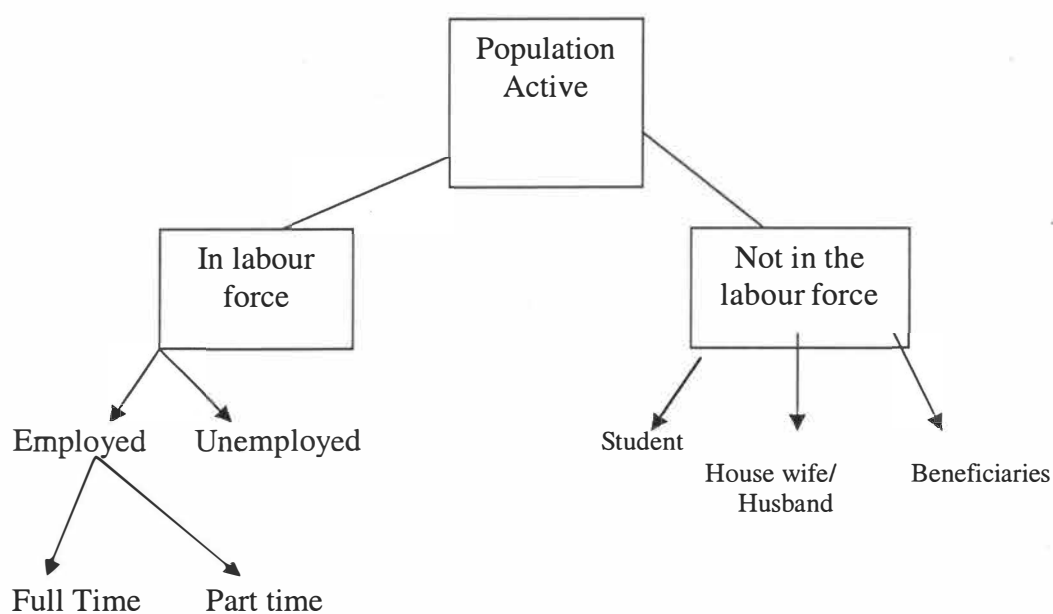 Population
Active
In labour
force
Not in the
labour force
Employed
Unemployed
Student
House wife/
Husband
Beneficiaries
Full Time
Part time